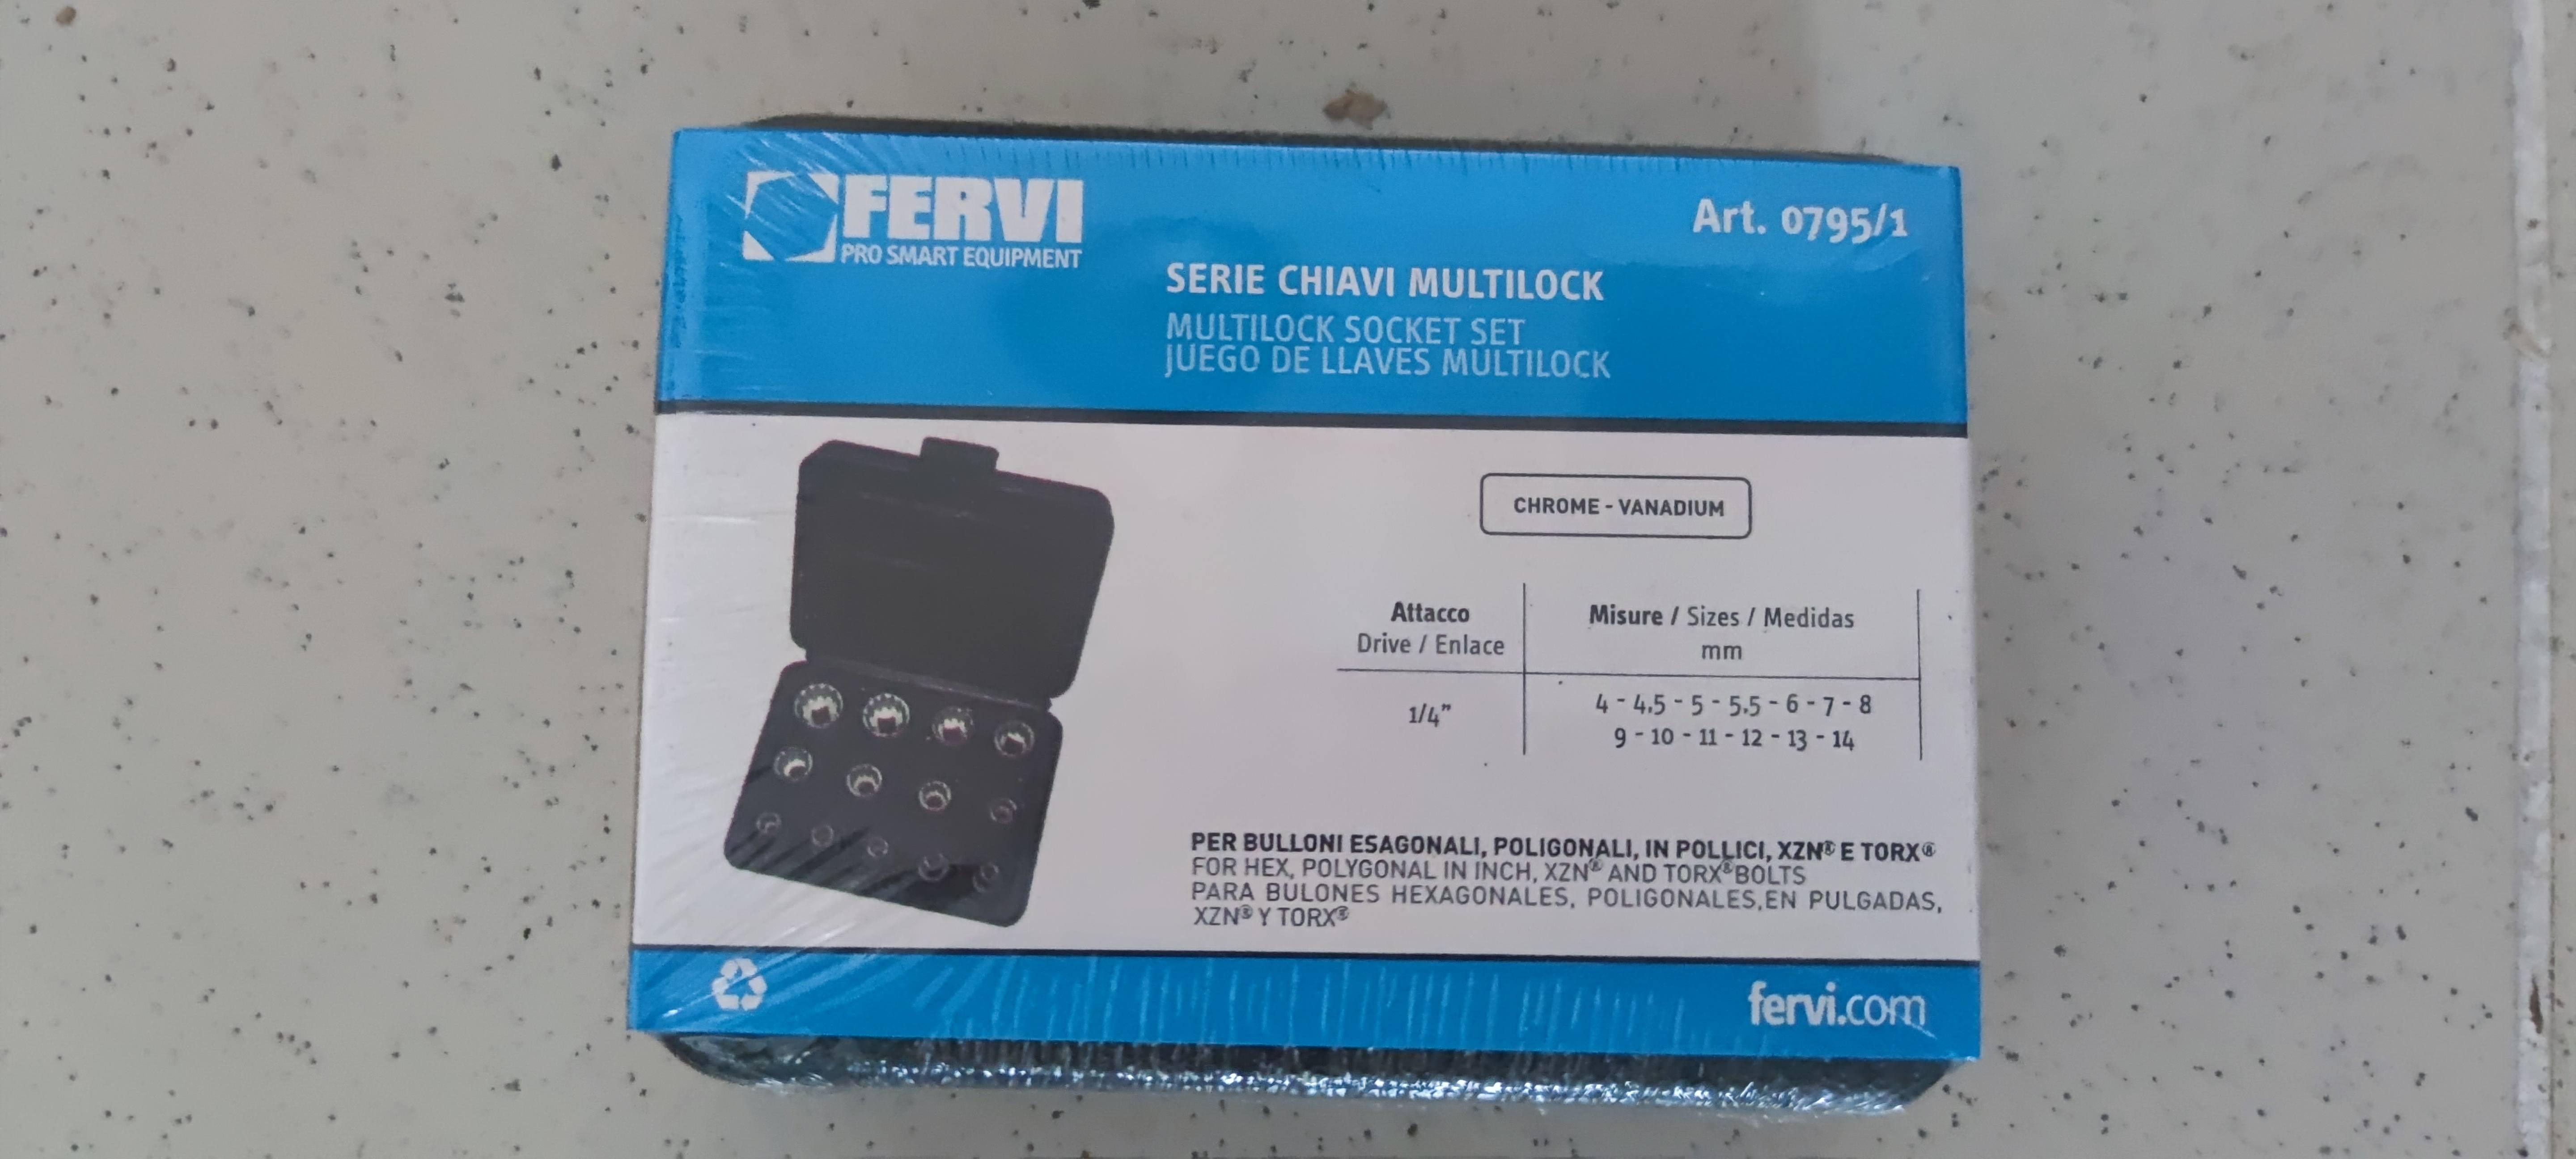 FERVI
PRO SMART EQUIPMENT
Art. 0795/1
SERIE CHIAVI MULTILOCK
MULTILOCK SOCKET SET
JUEGO DE LLAVES MULTILOCK
CHROME - VANADIUM
Attacco
Drive / Enlace
Misure / Sizes / Medidas
mm
1/4"
4 - 4.5 - 5 - 5.5 - 6 - 7 - 8
9 - 10 - 11 - 12 - 13 - 14
PER BULLONI ESAGONALI, POLIGONALI, IN POLLICI, XZN® E TORX®
FOR HEX, POLYGONAL IN INCH, XZN® AND TORX® BOLTS
PARA BULONES HEXAGONALES, POLIGONALES,EN PULGADAS,
XZN® Y TORX®
fervi.com